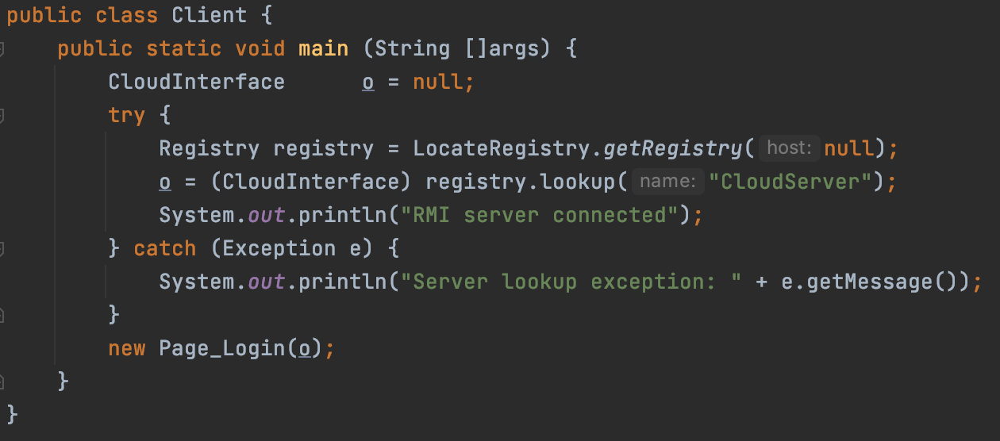 public class Client {
    public static void main (String []args) {
        CloudInterface      o = null;
        try {
            Registry registry = LocateRegistry.getRegistry( host: null);
            o = (CloudInterface) registry.lookup( name: "CloudServer");
            System.out.println("RMI server connected");
        } catch (Exception e) {
            System.out.println("Server lookup exception: " + e.getMessage());
        }
        new Page_Login(o);
    }
}